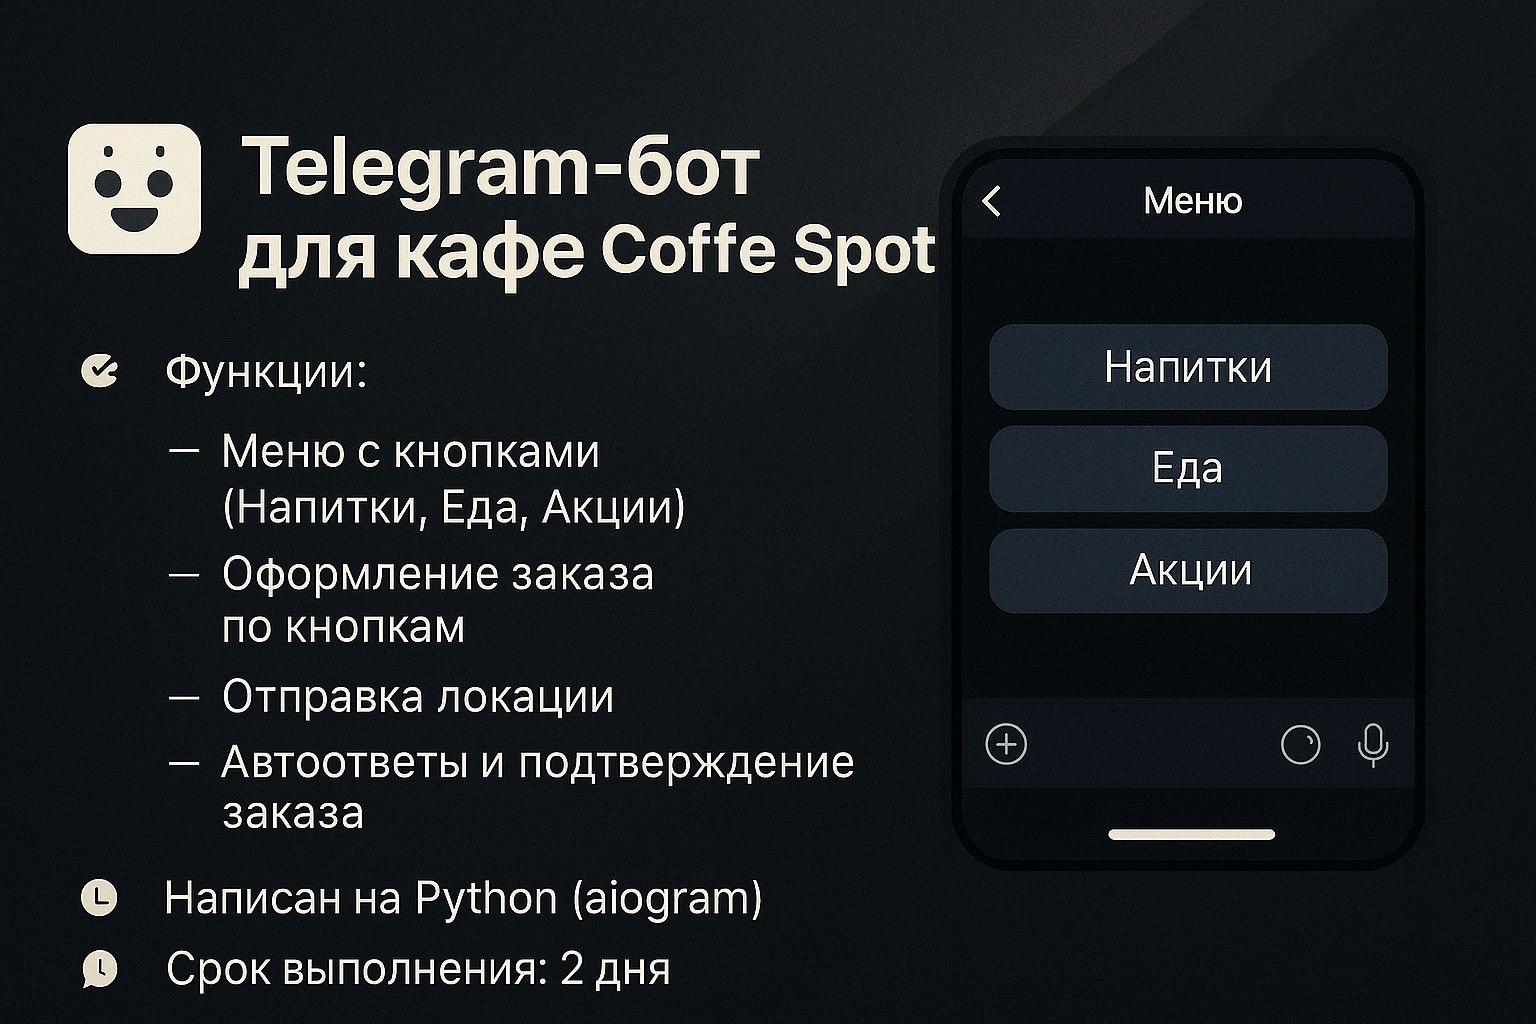 Telegram-бот
для кафе Coffe Spot
Функции:
— Меню с кнопками
(Напитки, Еда, Акции)
— Оформление заказа
по кнопкам
— Отправка локации
— Автоответы и подтверждение
заказа
Написан на Python (aiogram)
Срок выполнения: 2 дня
Меню
Напитки
Еда
Акции